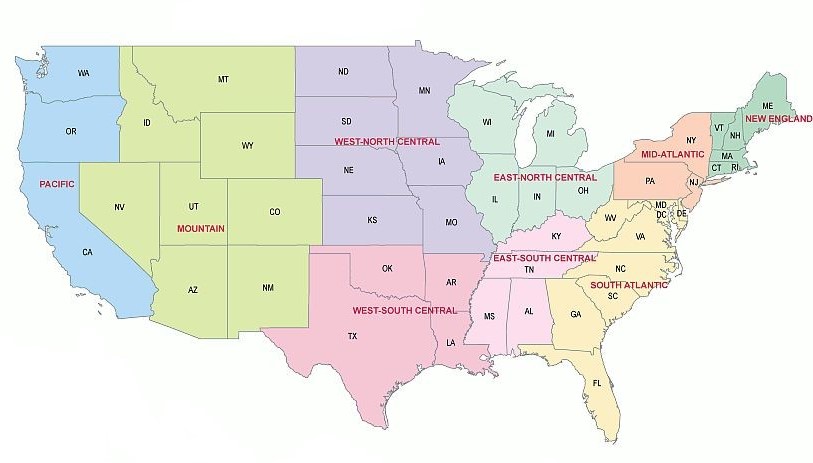 WA
OR
CA
PACIFIC
MT
ID
WY
NV
UT
CO
MOUNTAIN
AZ
NM
ND
SD
MN
WEST-NORTH CENTRAL
NE
IA
KS
MO
OK
AR
WEST-SOUTH CENTRAL
TX
LA
WI
MI
EAST-NORTH CENTRAL
IL
IN
OH
KY
EAST-SOUTH CENTRAL
TN
MS
AL
NY
MID-ATLANTIC
PA
NJ
ME
NEW ENGLAND
VT
NH
MA
CT
RI
MD
DC
DE
WV
VA
NC
SOUTH ATLANTIC
SC
GA
FL